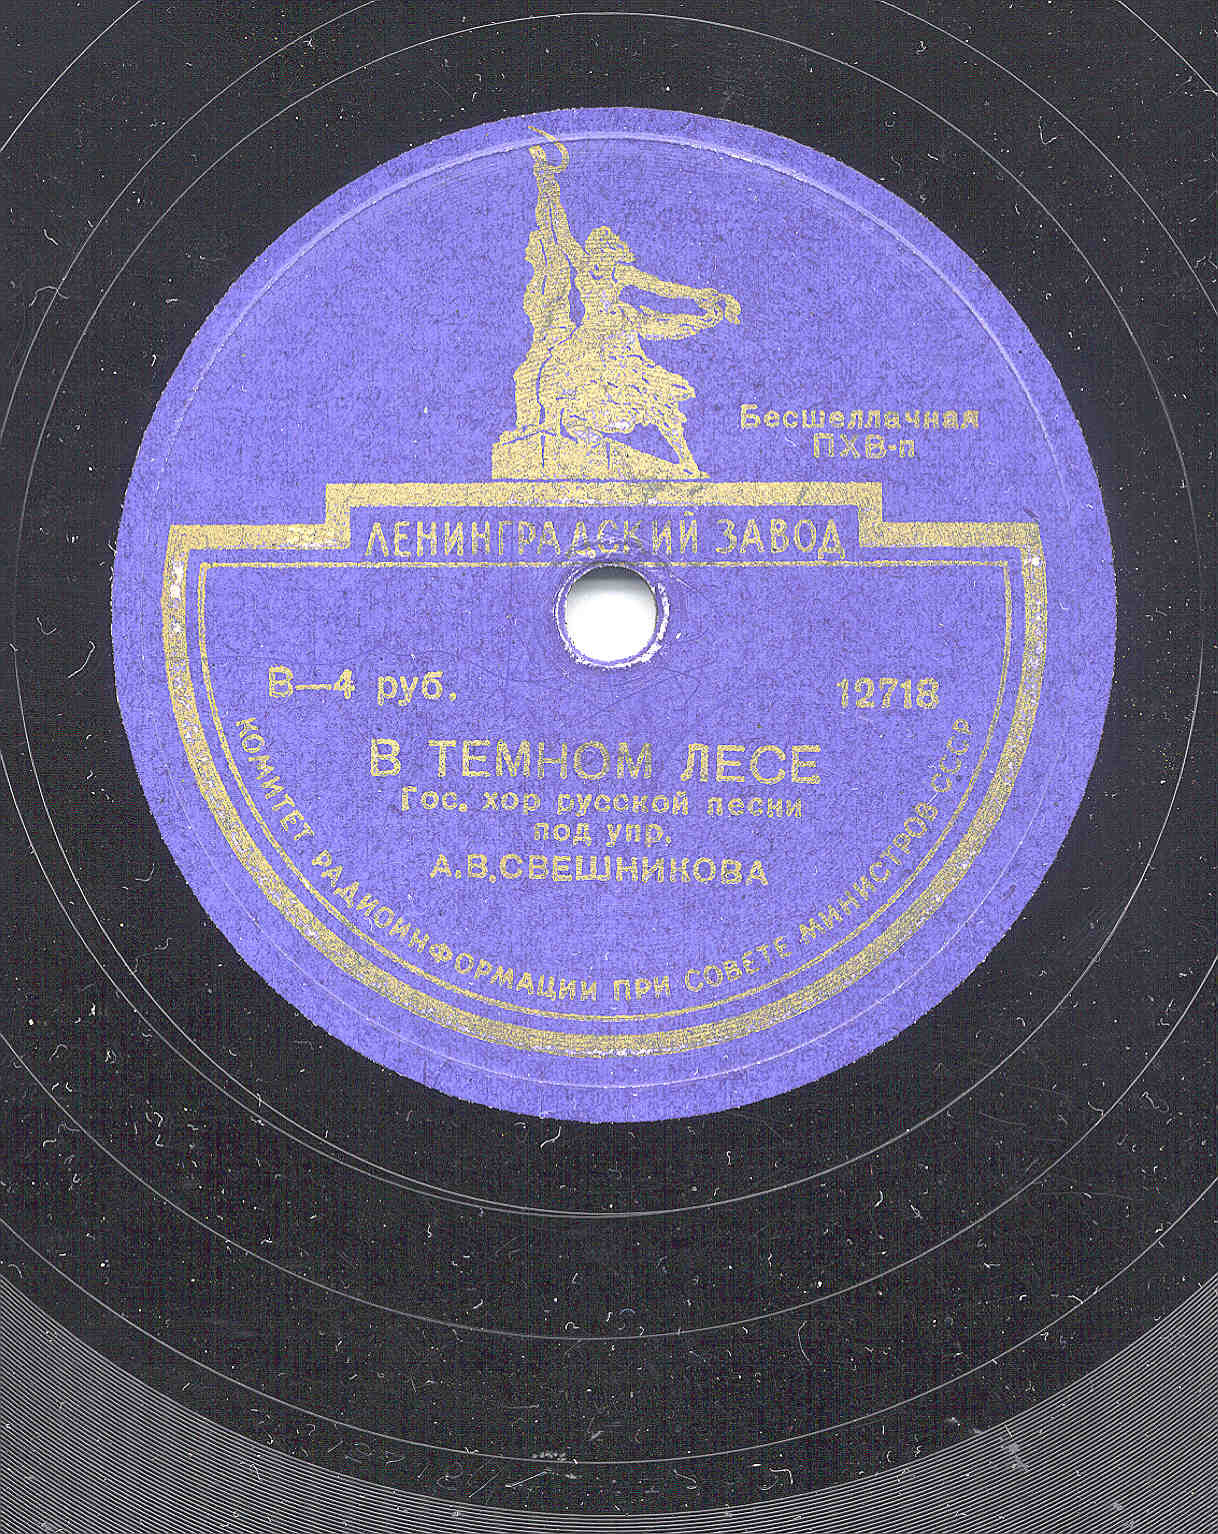 Бесшеллачная
ПХВ-п
ЛЕНИНГРАДСКИЙ ЗАВОД
В—4 руб. 12718
В ТЕМНОМ ЛЕСЕ
Гос. хор русской песни
под упр.
А.В.СВЕШНИКОВА
КОМИТЕТ РАДИОИНФОРМАЦИИ ПРИ СОВЕТЕ МИНИСТРОВ СССР